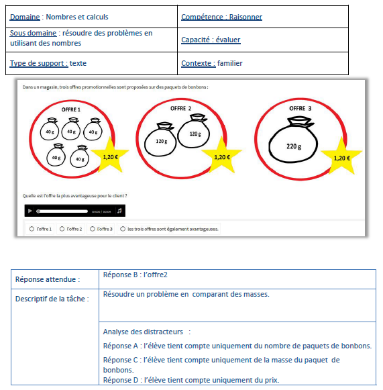 Domaine : Nombres et calculs
Compétence : Raisonner
Sous domaine : résoudre des problèmes en
utilisant des nombres
Capacité : évaluer
Type de support : texte
Contexte : familier
Dans un magasin, trois offres promotionnelles sont proposées sur des paquets de bonbons :
OFFRE 1
OFFRE 2
OFFRE 3
40 g
40 g
40 g
40 g
40 g
120 g
120 g
220 g
1,20 €
1,20 €
1,20 €
Quelle est l'offre la plus avantageuse pour le client ?
l'offre 1
l'offre 2
l'offre 3
les trois offres sont également avantageuses.
Réponse attendue :
Réponse B : l'offre2
Descriptif de la tâche :
Résoudre un problème en comparant des masses.
Analyse des distracteurs :
Réponse A : l'élève tient compte uniquement du nombre de paquets de bonbons.
Réponse C : l'élève tient compte uniquement de la masse du paquet de
bonbons.
Réponse D : l'élève tient compte uniquement du prix.